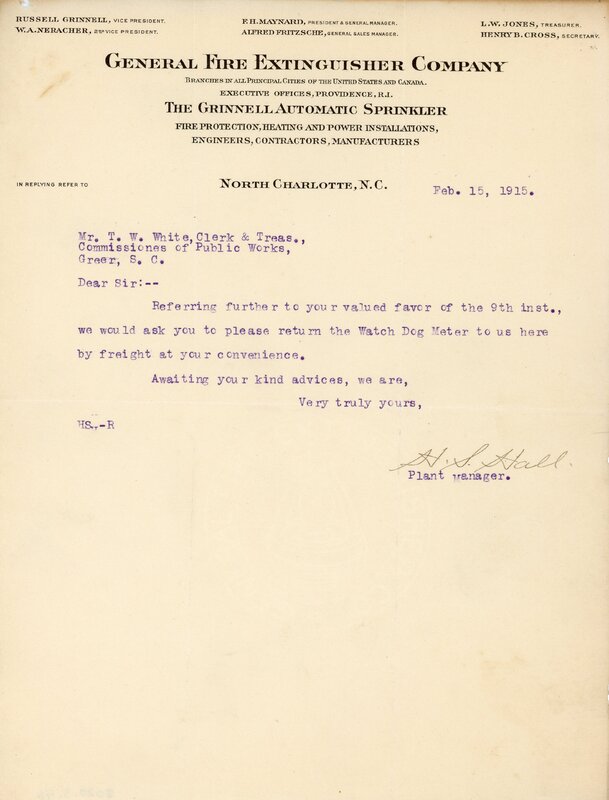 RUSSELL GRINNELL, VICE PRESIDENT.
W.A. NERACHER, 2ND VICE PRESIDENT.
F.H. MAYNARD, PRESIDENT & GENERAL MANAGER.
ALFRED FRITZSCHE, GENERAL SALES MANAGER.
L.W. JONES, TREASURER.
HENRY B. CROSS, SECRETARY.
GENERAL FIRE EXTINGUISHER COMPANY
BRANCHES IN ALL PRINCIPAL CITIES OF THE UNITED STATES AND CANADA.
EXECUTIVE OFFICES, PROVIDENCE, R.I.
THE GRINNELL AUTOMATIC SPRINKLER
FIRE PROTECTION, HEATING AND POWER INSTALLATIONS,
ENGINEERS, CONTRACTORS, MANUFACTURERS
IN REPLYING REFER TO
NORTH CHARLOTTE, N.C.
Feb. 15, 1915.
Mr. T. W. White, Clerk & Treas.,
Commissiones of Public Works,
Greer, S. C.
Dear Sir:--
Referring further to your valued favor of the 9th inst.,
we would ask you to please return the Watch Dog Meter to us here
by freight at your convenience.
Awaiting your kind advices, we are,
Very truly yours,
HS.-R
H. S. Hall.
Plant manager.